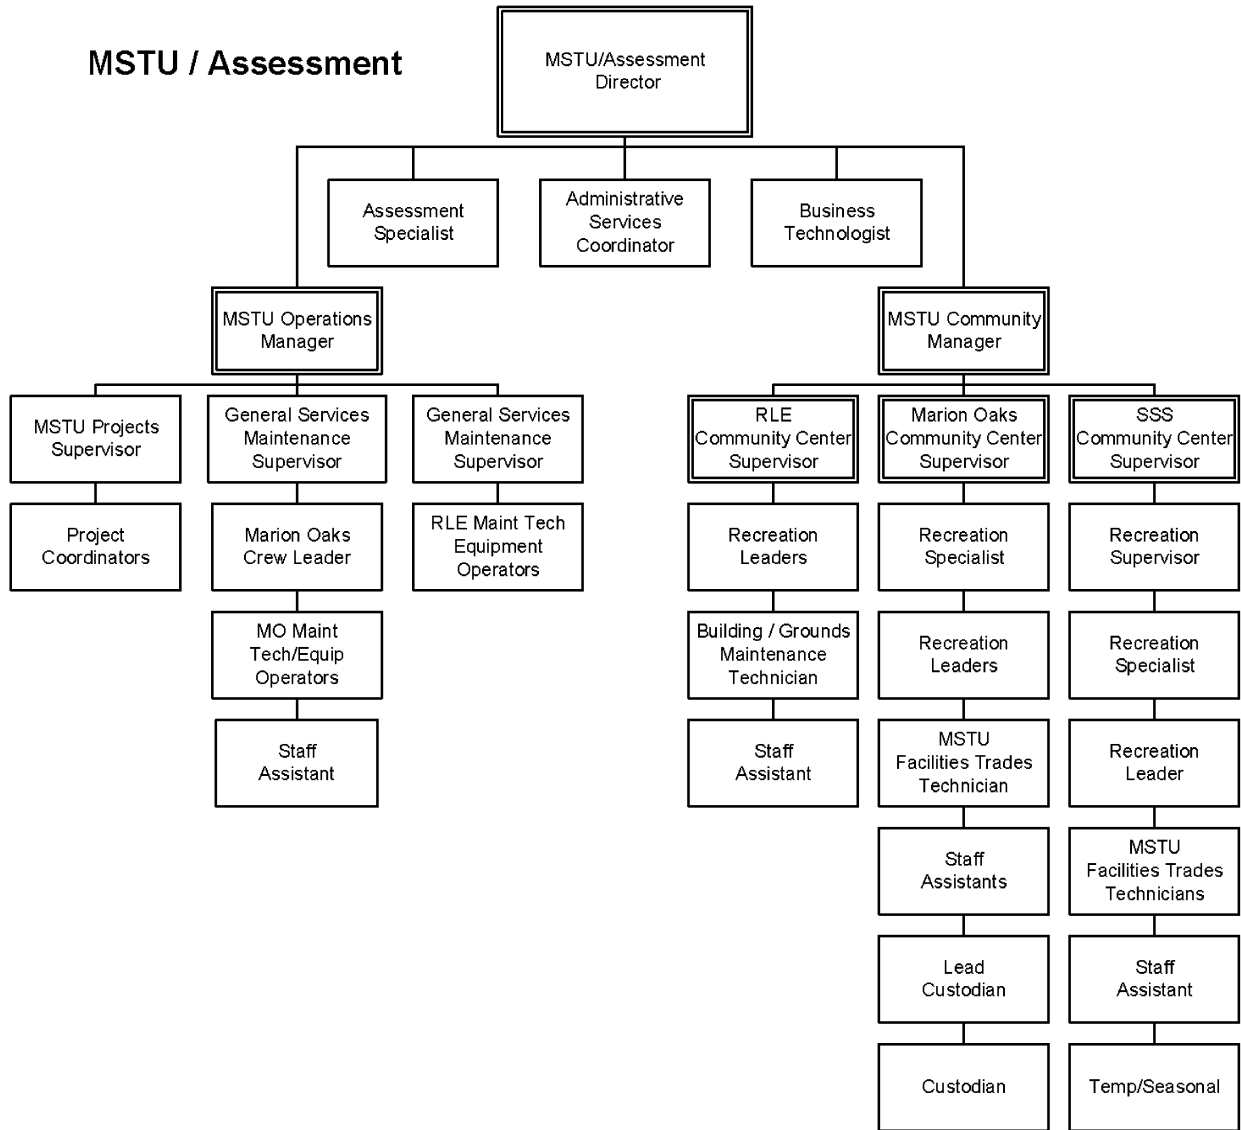 MSTU / Assessment
MSTU/Assessment
Director
Assessment
Specialist
Administrative
Services
Coordinator
Business
Technologist
MSTU Operations
Manager
MSTU Community
Manager
MSTU Projects
Supervisor
General Services
Maintenance
Supervisor
General Services
Maintenance
Supervisor
RLE
Community Center
Supervisor
Marion Oaks
Community Center
Supervisor
SSS
Community Center
Supervisor
Project
Coordinators
Marion Oaks
Crew Leader
RLE Maint Tech
Equipment
Operators
Recreation
Leaders
Recreation
Specialist
Recreation
Supervisor
MO Maint
Tech/Equip
Operators
Building / Grounds
Maintenance
Technician
Recreation
Leaders
Recreation
Specialist
Staff
Assistant
Staff
Assistant
MSTU
Facilities Trades
Technician
Recreation
Leader
Staff
Assistants
MSTU
Facilities Trades
Technicians
Lead
Custodian
Staff
Assistant
Custodian
Temp/Seasonal